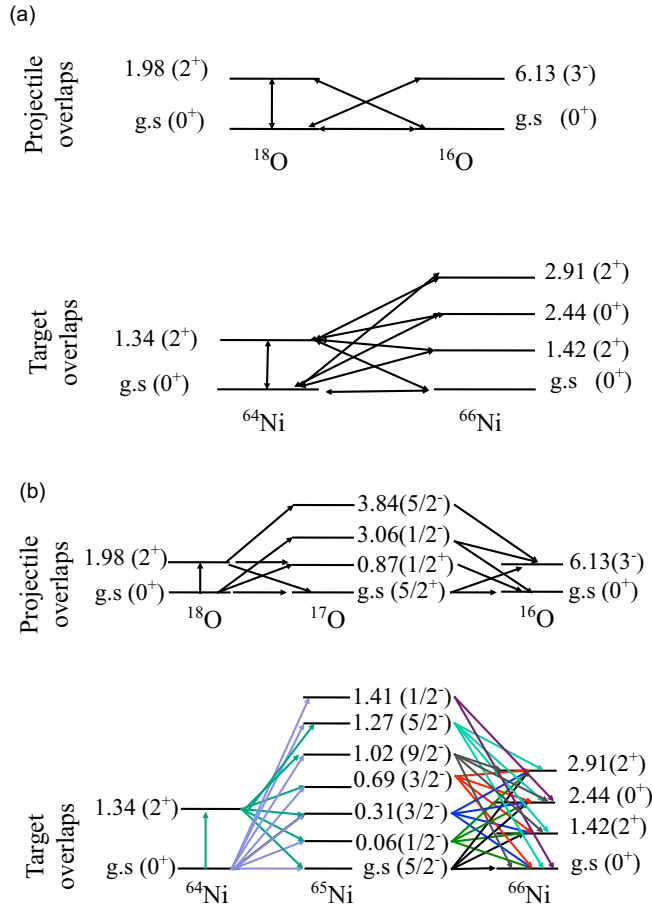 (a)
Projectile
overlaps
1.98 (2⁺)
6.13 (3⁻)
g.s (0⁺)
g.s (0⁺)
¹⁸O
¹⁶O
Target
overlaps
2.91 (2⁺)
2.44 (0⁺)
1.34 (2⁺)
1.42 (2⁺)
g.s (0⁺)
g.s (0⁺)
⁶⁴Ni
⁶⁶Ni
(b)
Projectile
overlaps
3.84(5/2⁻)
3.06(1/2⁻)
1.98 (2⁺)
0.87(1/2⁺)
6.13(3⁻)
g.s (0⁺)
g.s (5/2⁺)
g.s (0⁺)
¹⁸O
¹⁷O
¹⁶O
Target
overlaps
1.41 (1/2⁻)
1.27 (5/2⁻)
1.02 (9/2⁻)
2.91(2⁺)
0.69 (3/2⁻)
2.44 (0⁺)
1.34 (2⁺)
0.31(3/2⁻)
1.42(2⁺)
0.06(1/2⁻)
g.s (0⁺)
g.s (5/2⁻)
g.s (0⁺)
⁶⁴Ni
⁶⁵Ni
⁶⁶Ni